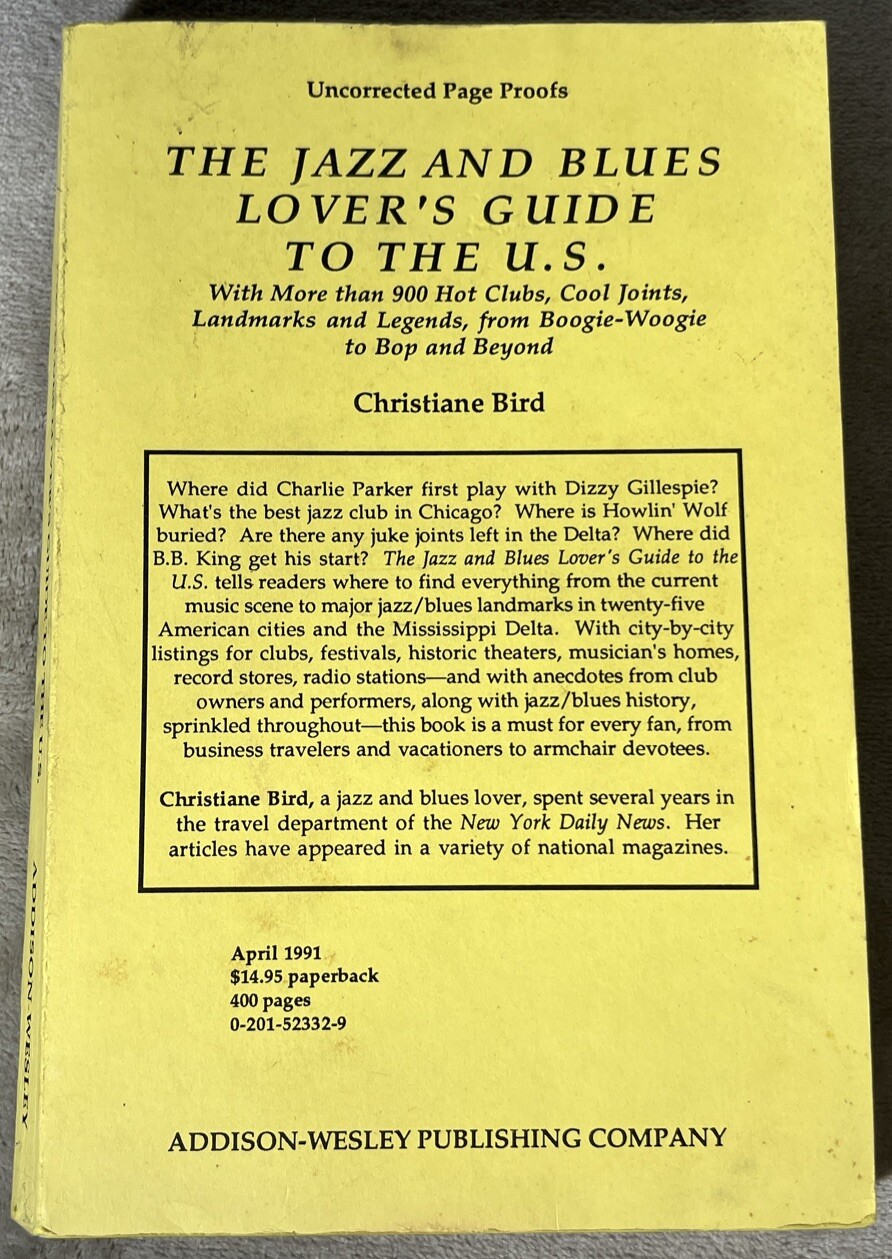 Uncorrected Page Proofs
THE JAZZ AND BLUES
LOVER'S GUIDE
TO THE U.S.
With More than 900 Hot Clubs, Cool Joints,
Landmarks and Legends, from Boogie-Woogie
to Bop and Beyond
Christiane Bird
Where did Charlie Parker first play with Dizzy Gillespie?
What's the best jazz club in Chicago? Where is Howlin' Wolf
buried? Are there any juke joints left in the Delta? Where did
B.B. King get his start? The Jazz and Blues Lover's Guide to the
U.S. tells readers where to find everything from the current
music scene to major jazz/blues landmarks in twenty-five
American cities and the Mississippi Delta. With city-by-city
listings for clubs, festivals, historic theaters, musician's homes,
record stores, radio stations—and with anecdotes from club
owners and performers, along with jazz/blues history,
sprinkled throughout—this book is a must for every fan, from
business travelers and vacationers to armchair devotees.
Christiane Bird, a jazz and blues lover, spent several years in
the travel department of the New York Daily News. Her
articles have appeared in a variety of national magazines.
April 1991
$14.95 paperback
400 pages
0-201-52332-9
ADDISON-WESLEY PUBLISHING COMPANY
TO THE U.S.
ADDISON-WESLEY